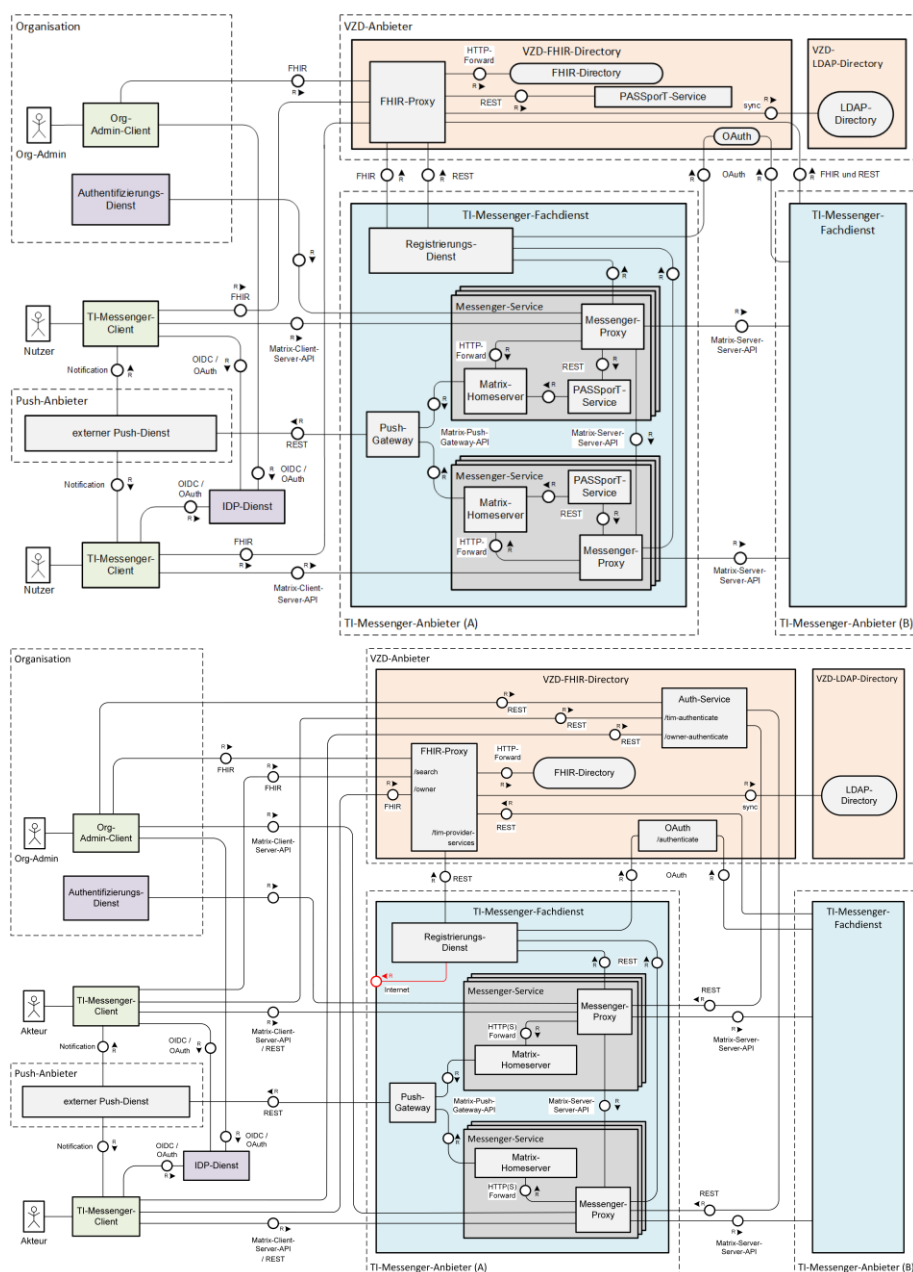 Organisation
VZD-Anbieter
VZD-FHIR-Directory
VZD-
LDAP-Directory
HTTP-
Forward
FHIR
R
FHIR-Directory
R
REST
PASSporT-Service
R
FHIR-Proxy
sync
R
LDAP-
Directory
Org-
Admin-Client
Org-Admin
OAuth
Authentifizierungs-
Dienst
FHIR
R
R
REST
R
OAuth
R
R
FHIR und REST
TI-Messenger-Fachdienst
TI-Messenger-
Fachdienst
Registrierungs-
Dienst
R
R
R
R
FHIR
Messenger-Service
TI-Messenger-
Client
Nutzer
R
Matrix-Client-
Server-API
Messenger-
Proxy
HTTP-
Forward
R
REST
R
R
Matrix-Server-
Server-API
OIDC /
OAuth
R
Notification
R
Matrix-
Homeserver
R
PASSporT-
Service
Push-Anbieter
externer Push-Dienst
R
REST
Push-
Gateway
R
Matrix-Push-
Gateway-API
Matrix-Server-
Server-API
R
R
Notification
R
OIDC /
OAuth
R
OIDC /
OAuth
R
IDP-Dienst
Messenger-Service
Matrix-
Homeserver
R
PASSporT-
Service
REST
R
HTTP-
Forward
R
Messenger-
Proxy
TI-Messenger-
Client
Nutzer
FHIR
R
R
Matrix-Client-
Server-API
R
Matrix-Server-
Server-API
TI-Messenger-Anbieter (A)
TI-Messenger-Anbieter (B)
Organisation
VZD-Anbieter
VZD-FHIR-Directory
VZD-LDAP-Directory
R
REST
R
REST
R
REST
Auth-Service
/tim-authenticate
/owner-authenticate
R
FHIR
R
FHIR
R
FHIR
FHIR-Proxy
/search
/owner
/tim-provider-
services
HTTP-
Forward
R
FHIR-Directory
R
sync
LDAP-
Directory
R
REST
Org-
Admin-Client
Org-Admin
R
Matrix-Client-
Server-API
OAuth
/authenticate
Authentifizierungs-
Dienst
R
R
REST
R
OAuth
R
TI-Messenger-Fachdienst
TI-Messenger-
Fachdienst
Registrierungs-
Dienst
R
REST
R
R
Internet
Messenger-Service
TI-Messenger-
Client
Akteur
R
Matrix-Client-
Server-API
/ REST
Messenger-
Proxy
REST
R
R
Matrix-Server-
Server-API
HTTP(S)
Forward
R
Matrix-
Homeserver
Notification
R
OIDC /
OAuth
R
Push-Anbieter
externer Push-Dienst
R
REST
Push-
Gateway
R
Matrix-Push-
Gateway-API
Matrix-Server-
Server-API
R
R
Notification
R
OIDC /
OAuth
R
R
OIDC /
OAuth
R
IDP-Dienst
Messenger-Service
Matrix-
Homeserver
HTTP(S)
Forward
R
Messenger-
Proxy
REST
R
TI-Messenger-
Client
Akteur
R
Matrix-Client-
Server-API
/ REST
R
Matrix-Server-
Server-API
TI-Messenger-Anbieter (A)
TI-Messenger-Anbieter (B)